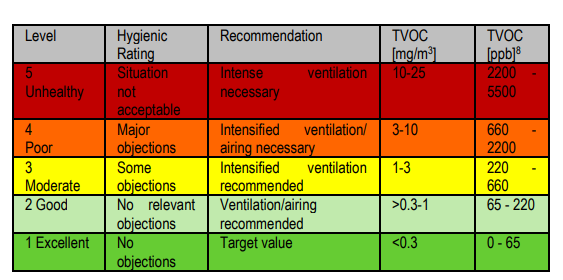 Level Hygienic Rating Recommendation TVOC [mg/m³] TVOC [ppb]⁸
5 Unhealthy Situation not acceptable Intense ventilation necessary 10-25 2200 - 5500
4 Poor Major objections Intensified ventilation/ airing necessary 3-10 660 - 2200
3 Moderate Some objections Intensified ventilation recommended 1-3 220 - 660
2 Good No relevant objections Ventilation/airing recommended >0.3-1 65 - 220
1 Excellent No objections Target value <0.3 0 - 65